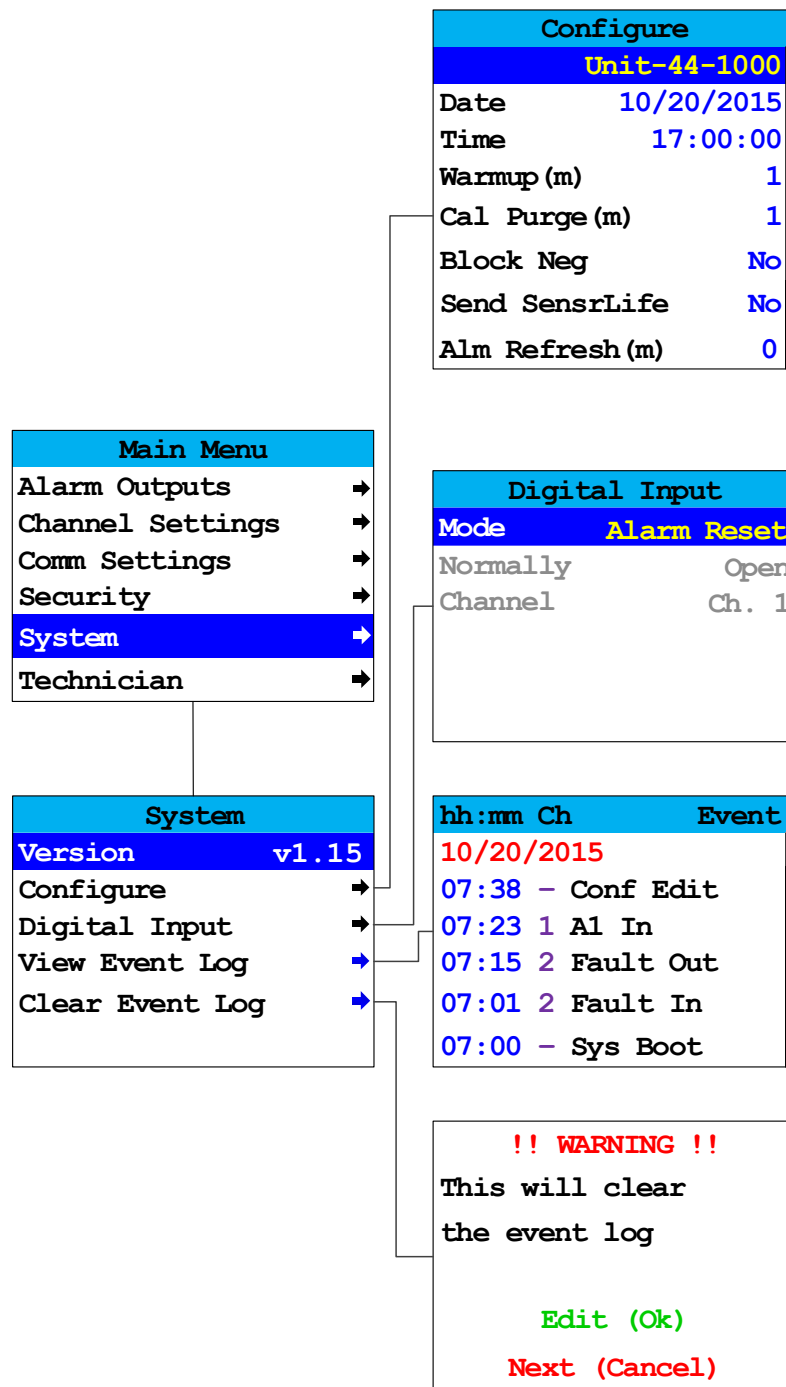 Configure
Unit-44-1000
Date 10/20/2015
Time 17:00:00
Warmup(m) 1
Cal Purge(m) 1
Block Neg No
Send SensrLife No
Alm Refresh(m) 0
Main Menu
Alarm Outputs
Channel Settings
Comm Settings
Security
System
Technician
Digital Input
Mode Alarm Reset
Normally Open
Channel Ch. 1
System
Version v1.15
Configure
Digital Input
View Event Log
Clear Event Log
hh:mm Ch Event
10/20/2015
07:38 – Conf Edit
07:23 1 A1 In
07:15 2 Fault Out
07:01 2 Fault In
07:00 – Sys Boot
!! WARNING !!
This will clear
the event log
Edit (Ok)
Next (Cancel)